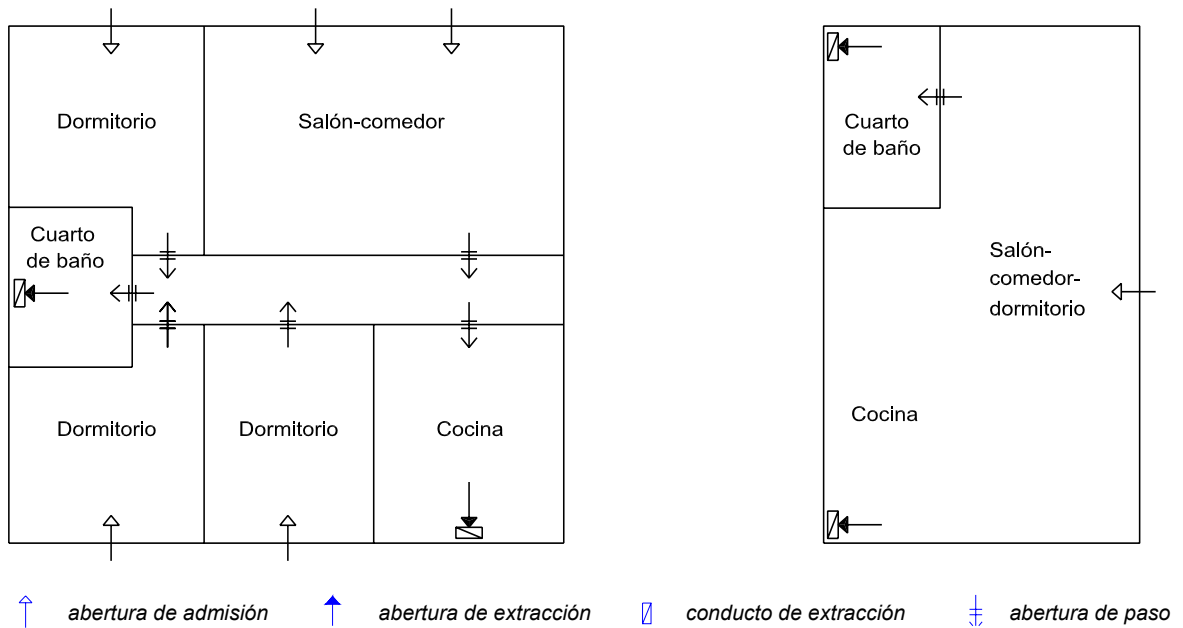 Dormitorio
Salón-comedor
Cuarto
de baño
Dormitorio
Dormitorio
Cocina
Cuarto
de baño
Salón-
comedor-
dormitorio
Cocina
abertura de admisión
abertura de extracción
conducto de extracción
abertura de paso